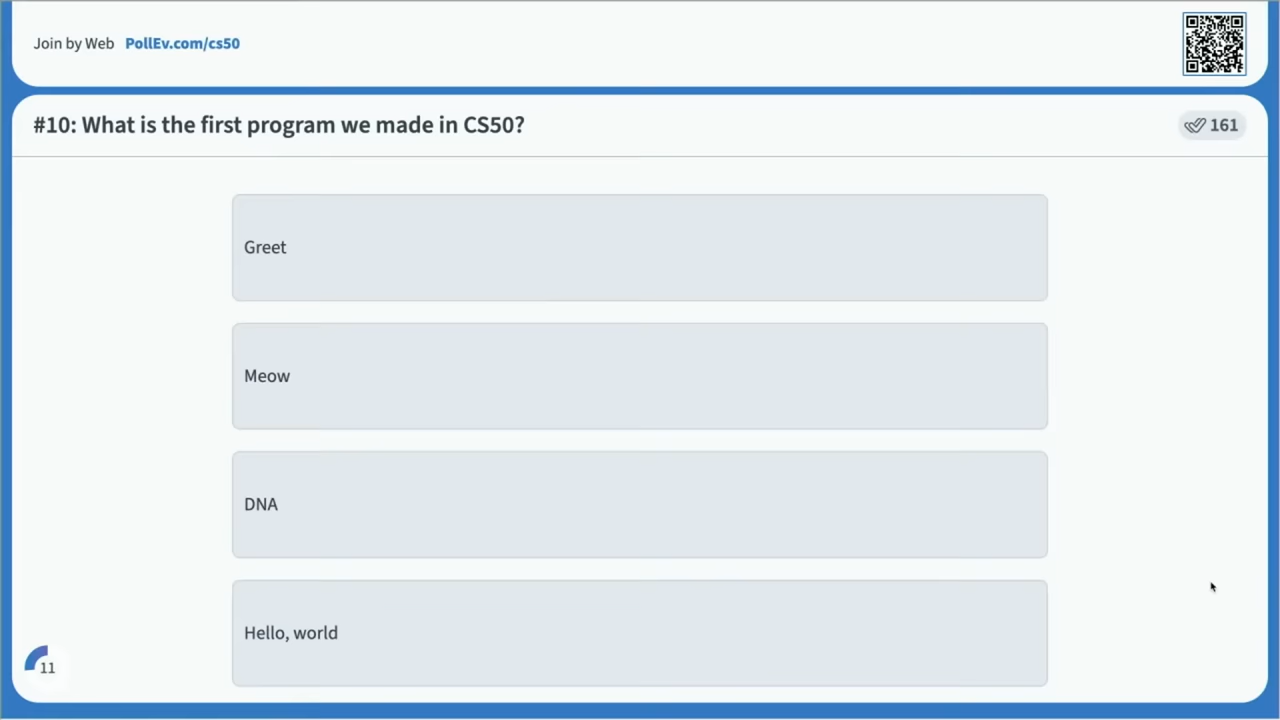 Join by Web PollEv.com/cs50
#10: What is the first program we made in CS50?
161
Greet
Meow
DNA
Hello, world
11